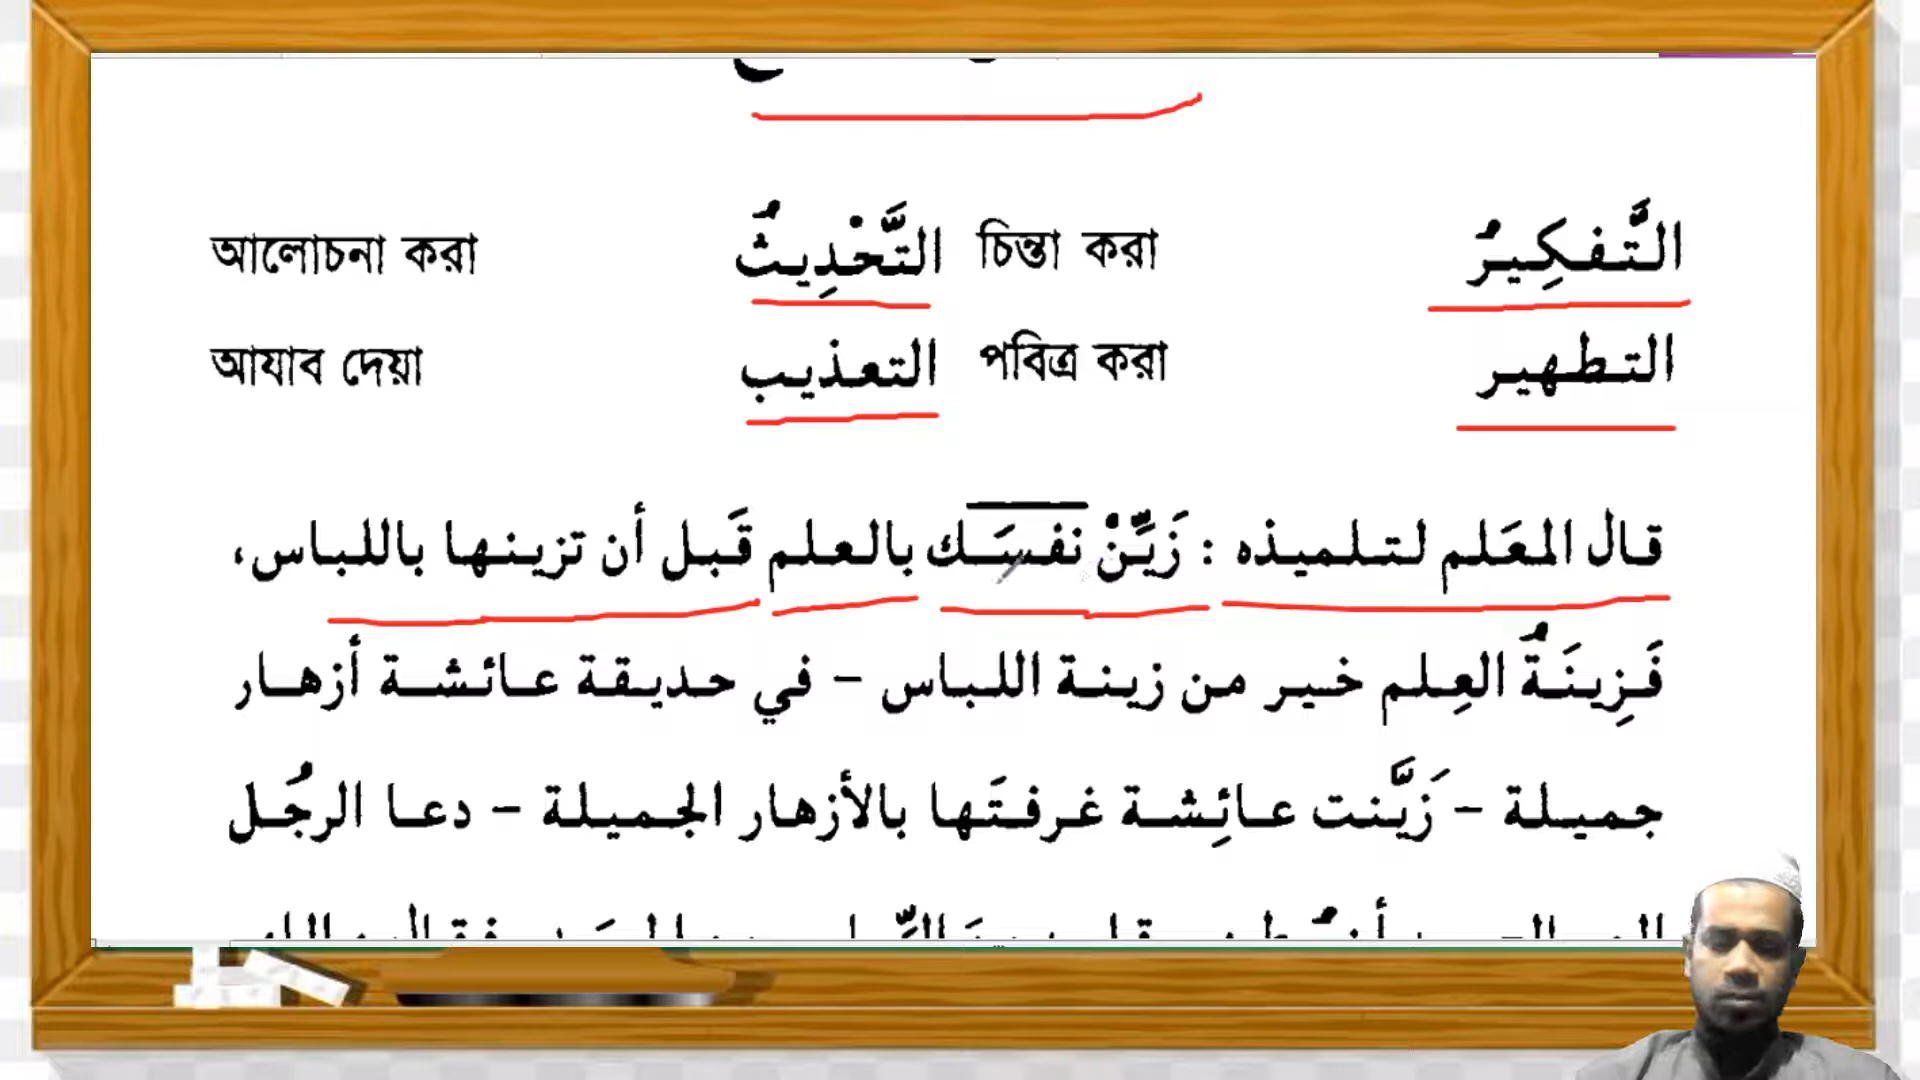 التَّفكِيرُ চিন্তা করা التَّحْدِيثُ আলোচনা করা
التطهير পবিত্র করা التعذيب আযাব দেয়া
قال المعَلم لتلميذه : زَيِّنْ نفسَك بالعلم قَبل أن تزينها باللباس،
فَزِينَةُ العِلم خير من زينة اللباس – في حديقة عائشة أزهار
جميلة – زَيَّنت عائِشة غرفتَها بالأزهار الجميلة – دعا الرجُل